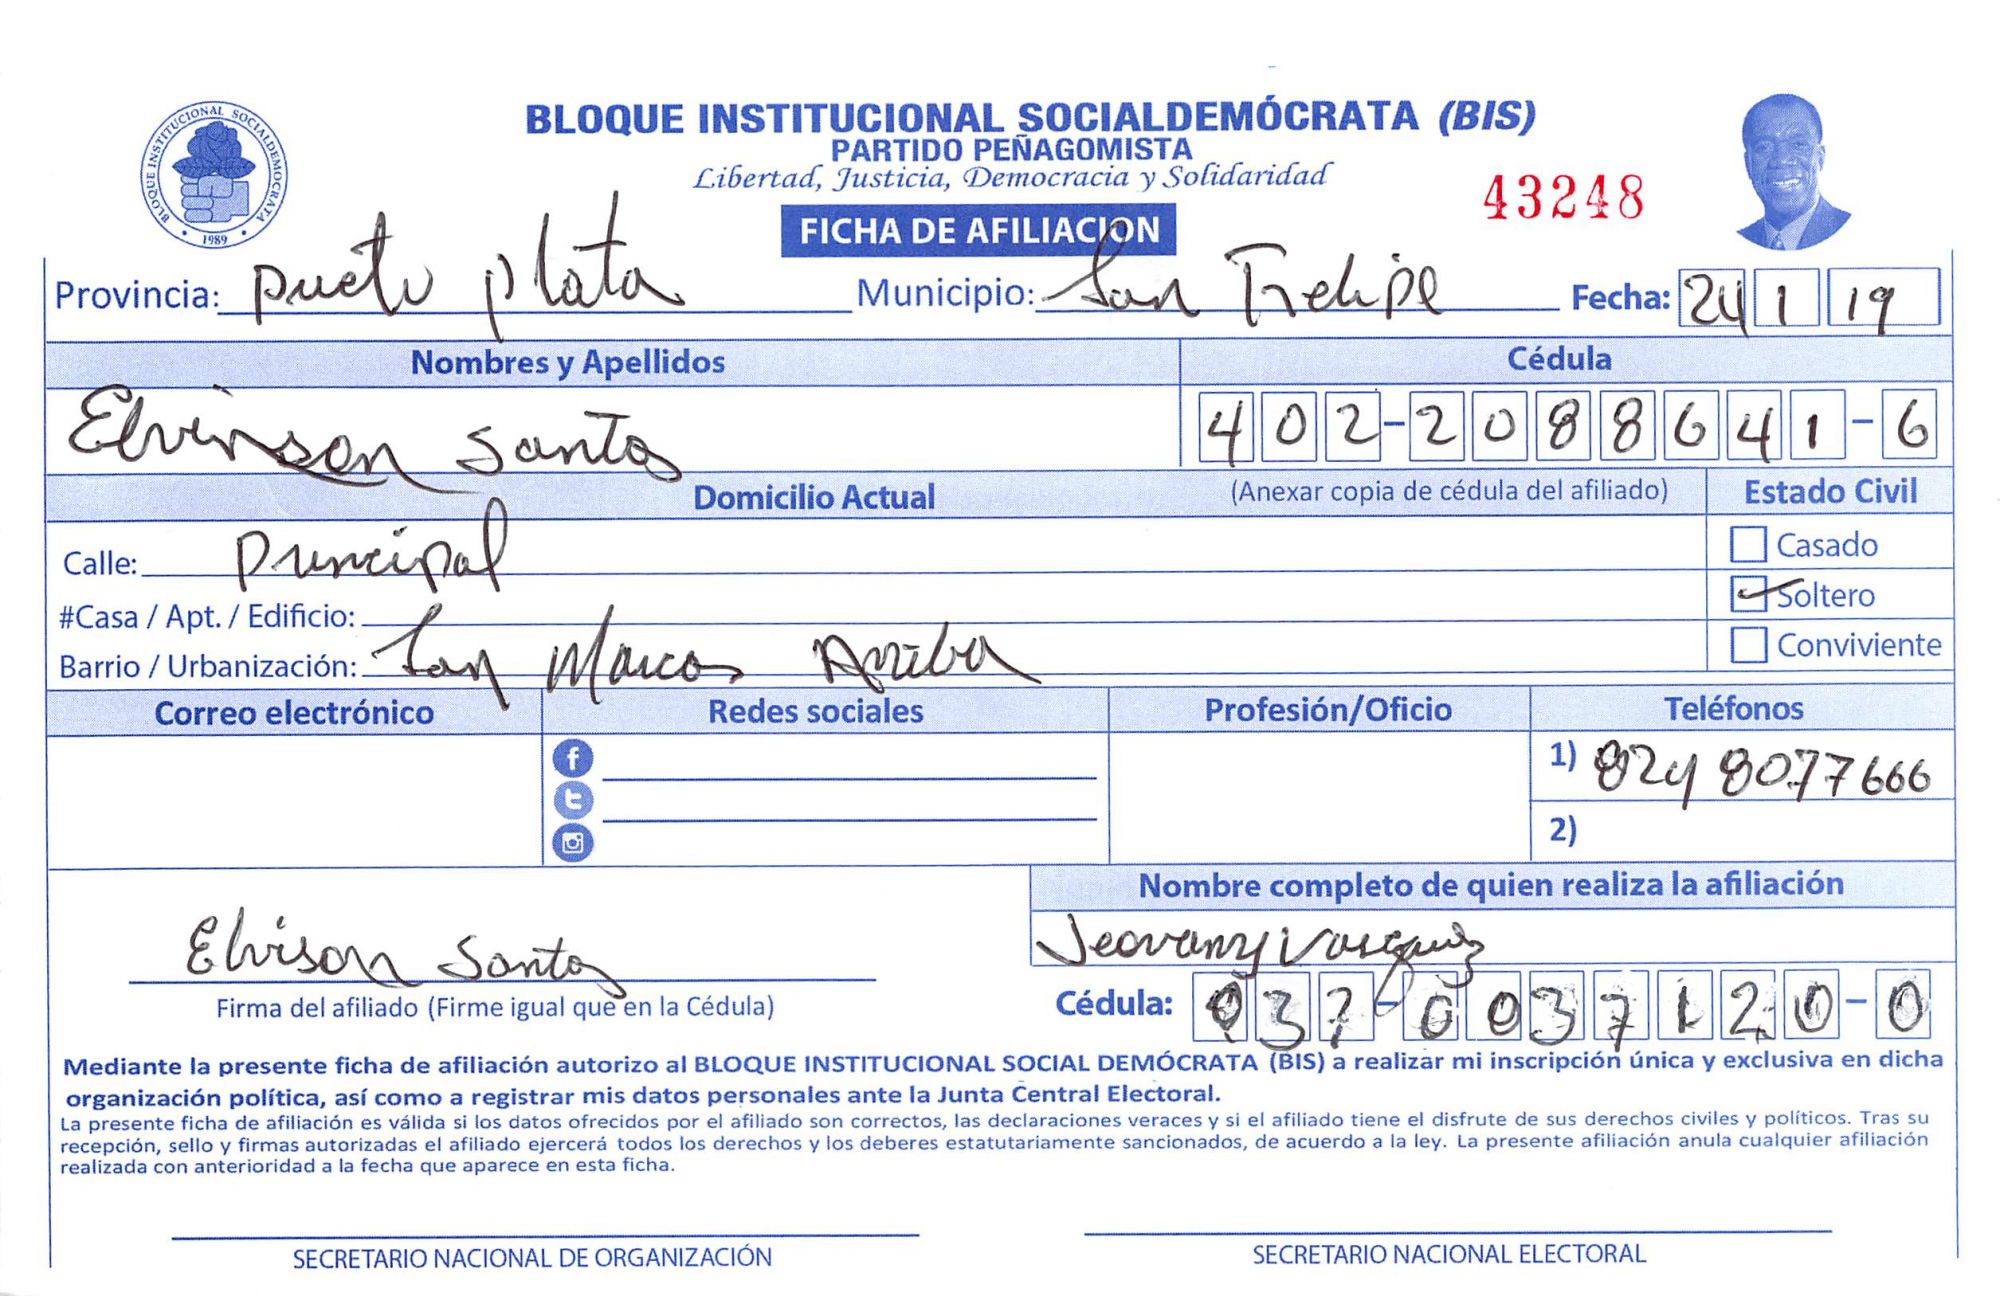 BLOQUE INSTITUCIONAL SOCIALDEMOCRATA
1989
BLOQUE INSTITUCIONAL SOCIALDEMÓCRATA (BIS)
PARTIDO PEÑAGOMISTA
Libertad, Justicia, Democracia y Solidaridad
43248
FICHA DE AFILIACION
Provincia: Pueto plata Municipio: San Felipe Fecha: 24 1 19
Nombres y Apellidos Cédula
Elvinson Santos 402-2088641-6
Domicilio Actual (Anexar copia de cédula del afiliado) Estado Civil
Calle: Principal Casado
#Casa / Apt. / Edificio: Soltero
Barrio / Urbanización: San Marcos Arriba Conviviente
Correo electrónico Redes sociales Profesión/Oficio Teléfonos
1) 824 8077666
2)
Nombre completo de quien realiza la afiliación
Elvison Santos Jeovanny Vasquez
Firma del afiliado (Firme igual que en la Cédula) Cédula: 037-0037120-0
Mediante la presente ficha de afiliación autorizo al BLOQUE INSTITUCIONAL SOCIAL DEMÓCRATA (BIS) a realizar mi inscripción única y exclusiva en dicha
organización política, así como a registrar mis datos personales ante la Junta Central Electoral.
La presente ficha de afiliación es válida si los datos ofrecidos por el afiliado son correctos, las declaraciones veraces y si el afiliado tiene el disfrute de sus derechos civiles y políticos. Tras su
recepción, sello y firmas autorizadas el afiliado ejercerá todos los derechos y los deberes estatutariamente sancionados, de acuerdo a la ley. La presente afiliación anula cualquier afiliación
realizada con anterioridad a la fecha que aparece en esta ficha.
SECRETARIO NACIONAL DE ORGANIZACIÓN SECRETARIO NACIONAL ELECTORAL